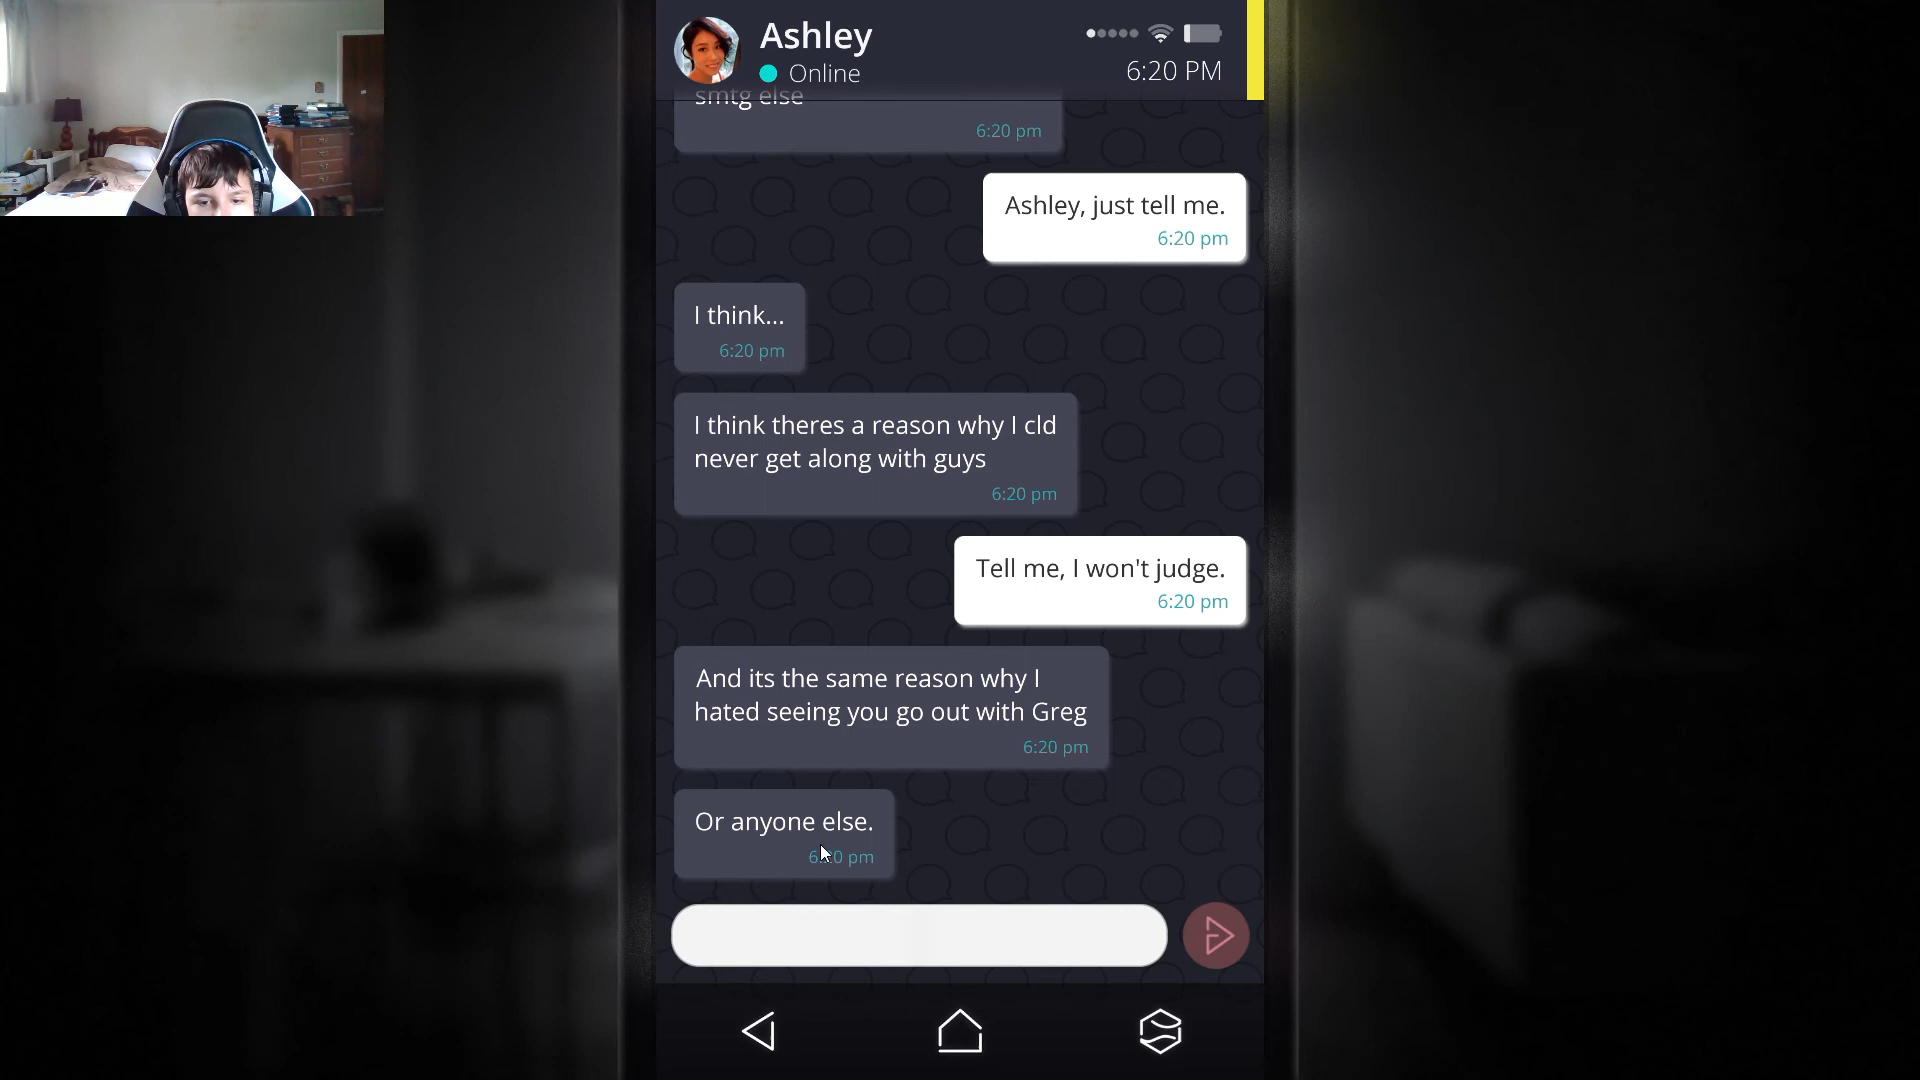 Ashley
Online
6:20 PM
smtg else
6:20 pm
Ashley, just tell me.
6:20 pm
I think...
6:20 pm
I think theres a reason why I cld
never get along with guys
6:20 pm
Tell me, I won't judge.
6:20 pm
And its the same reason why I
hated seeing you go out with Greg
6:20 pm
Or anyone else.
6:20 pm